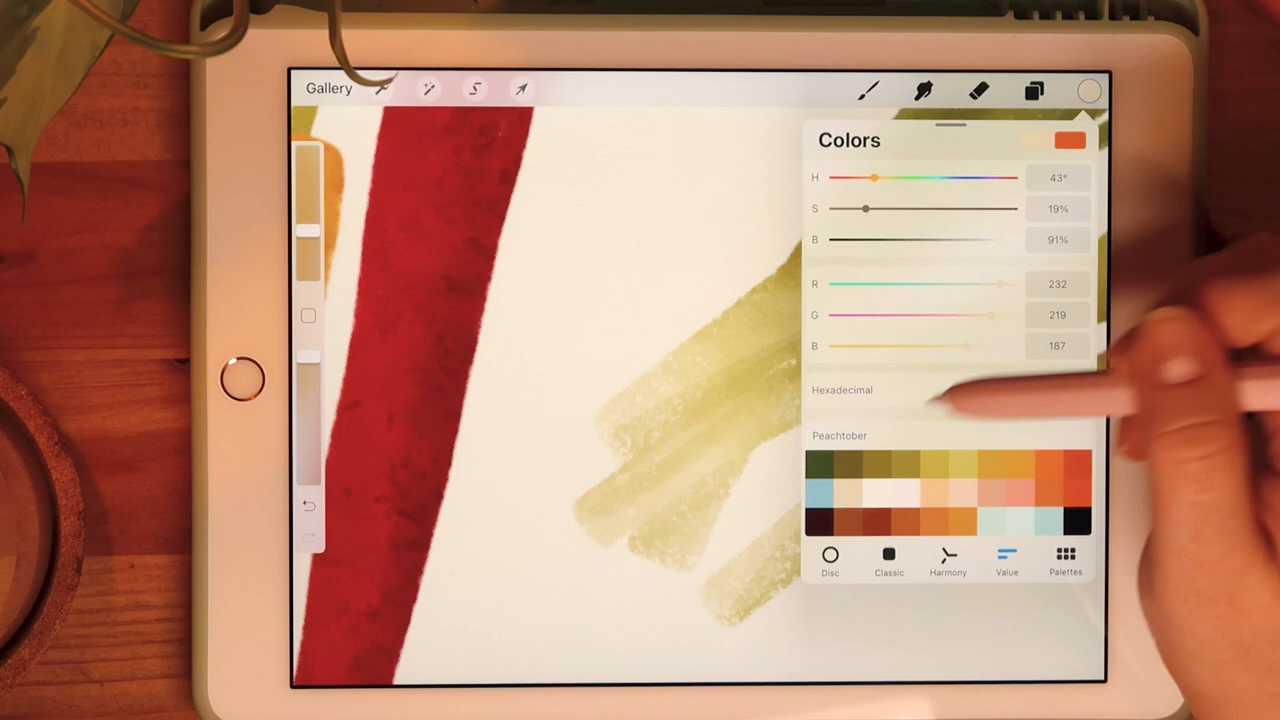 Gallery
Colors
H 43°
S 19%
B 91%
R 232
G 219
B 187
Hexadecimal
Peachtober
Disc Classic Harmony Value Palettes